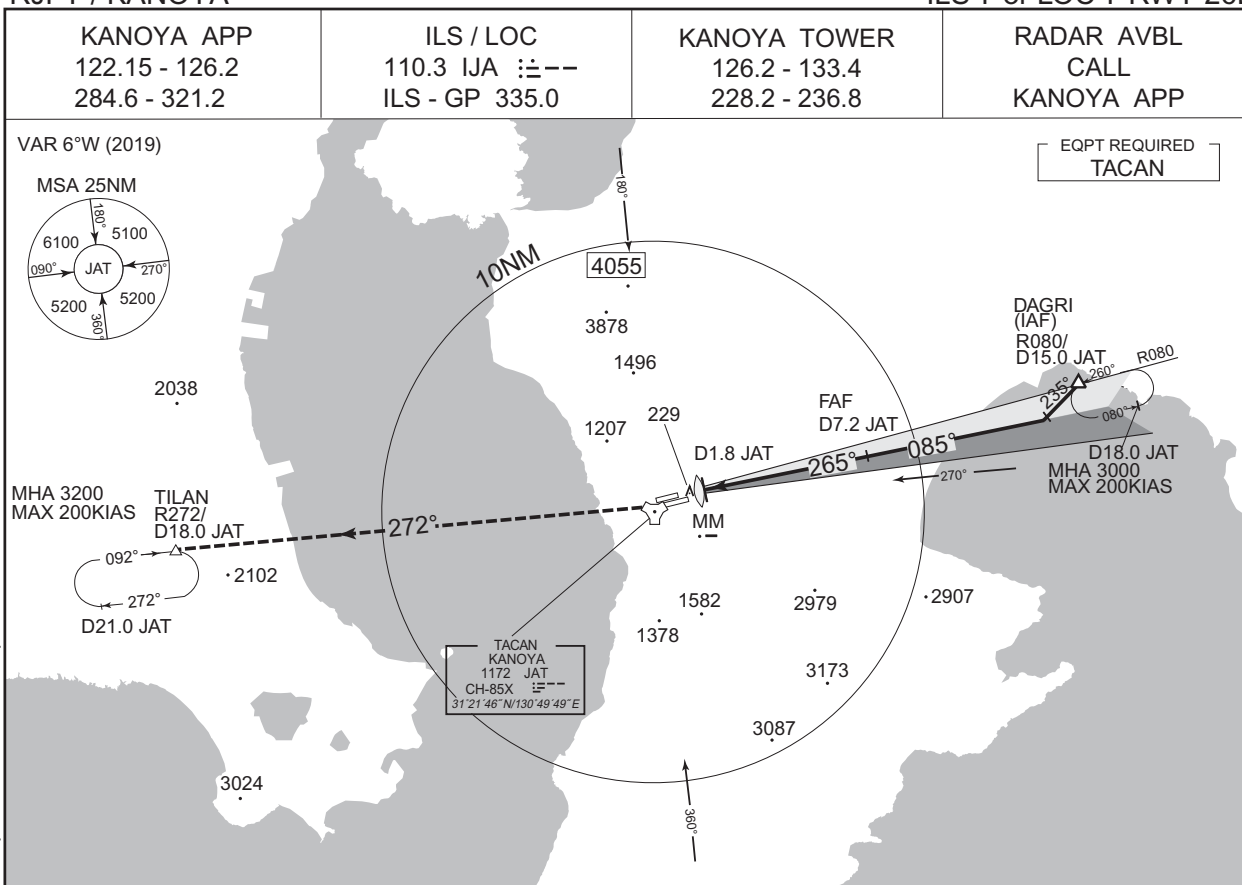 KANOYA APP
122.15 - 126.2
284.6 - 321.2
ILS / LOC
110.3 IJA
ILS - GP 335.0
KANOYA TOWER
126.2 - 133.4
228.2 - 236.8
RADAR AVBL
CALL
KANOYA APP
VAR 6°W (2019)
MSA 25NM
180°
6100
5100
090°
JAT
270°
5200
5200
360°
EQPT REQUIRED
TACAN
180°
10NM
4055
3878
1496
2038
229
1207
DAGRI
(IAF)
R080/
D15.0 JAT
R080
260°
235°
080°
FAF
D7.2 JAT
D1.8 JAT
265°
085°
D18.0 JAT
270°
MHA 3000
MAX 200KIAS
MHA 3200
MAX 200KIAS
TILAN
R272/
D18.0 JAT
272°
MM
092°
2102
272°
D21.0 JAT
1582
2979
2907
1378
TACAN
KANOYA
1172 JAT
CH-85X
31°21´46˝N/130°49´49˝E
3173
3087
3024
360°